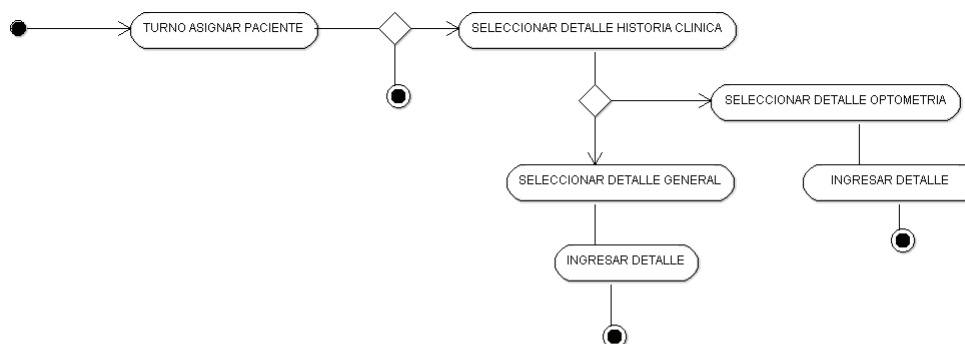 TURNO ASIGNAR PACIENTE
SELECCIONAR DETALLE HISTORIA CLINICA
SELECCIONAR DETALLE OPTOMETRIA
SELECCIONAR DETALLE GENERAL
INGRESAR DETALLE
INGRESAR DETALLE